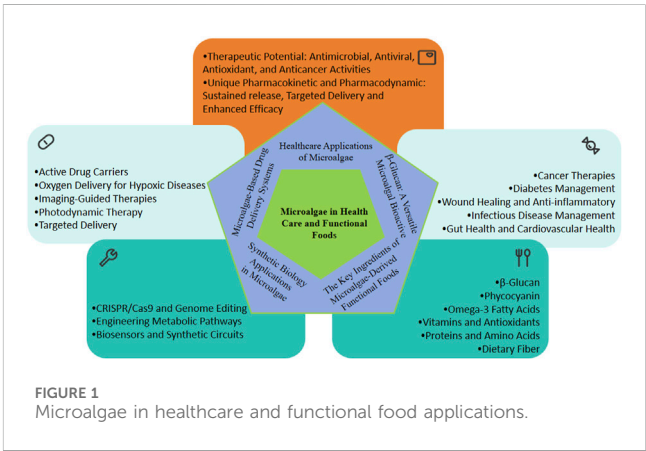 •Therapeutic Potential: Antimicrobial, Antiviral,
Antioxidant, and Anticancer Activities
•Unique Pharmacokinetic and Pharmacodynamic:
Sustained release, Targeted Delivery and
Enhanced Efficacy
Healthcare Applications
of Microalgae
•Active Drug Carriers
•Oxygen Delivery for Hypoxic Diseases
•Imaging-Guided Therapies
•Photodynamic Therapy
•Targeted Delivery
Microalgae-Based Drug
Delivery Systems
β-Glucan: A Versatile
Microalgal Bioactive
•Cancer Therapies
•Diabetes Management
•Wound Healing and Anti-inflammatory
•Infectious Disease Management
•Gut Health and Cardiovascular Health
Microalgae in Health
Care and Functional
Foods
Synthetic Biology
Applications
in Microalgae
The Key Ingredients of
Microalgae-Derived
Functional Foods
•CRISPR/Cas9 and Genome Editing
•Engineering Metabolic Pathways
•Biosensors and Synthetic Circuits
•β-Glucan
•Phycocyanin
•Omega-3 Fatty Acids
•Vitamins and Antioxidants
•Proteins and Amino Acids
•Dietary Fiber
FIGURE 1
Microalgae in healthcare and functional food applications.